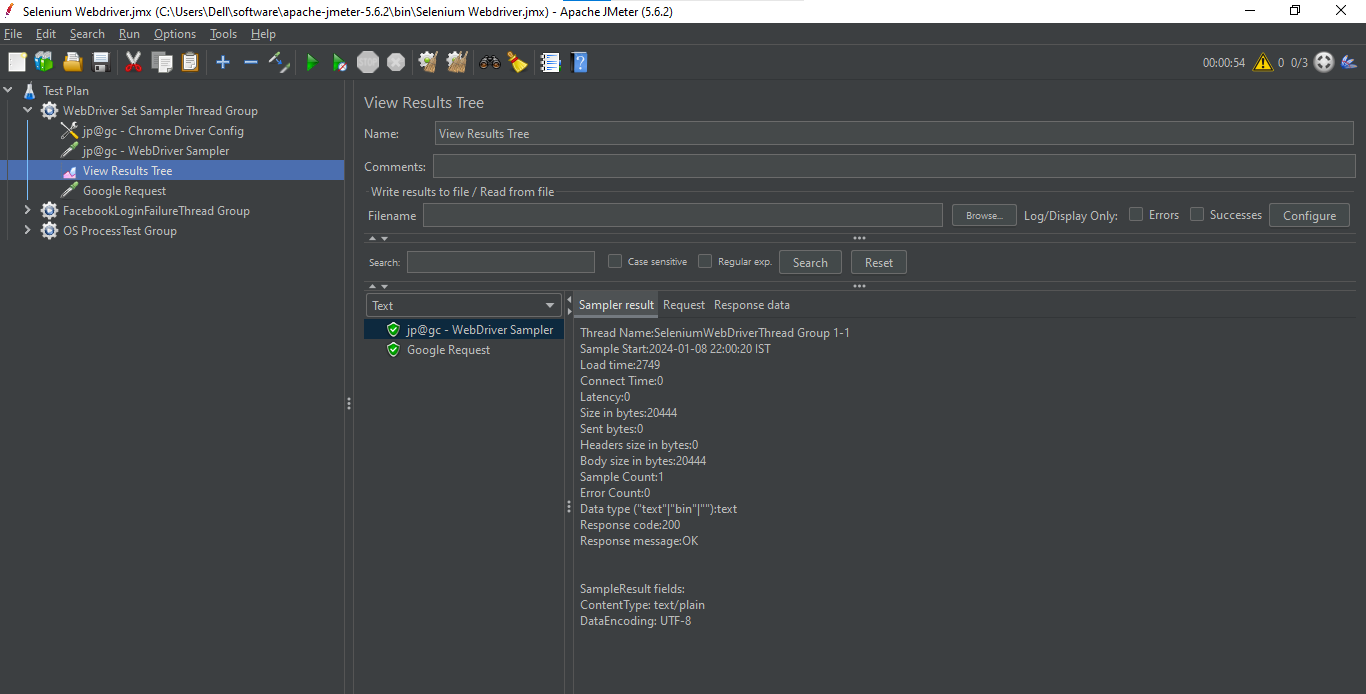 Selenium Webdriver.jmx (C:\Users\Dell\software\apache-jmeter-5.6.2\bin\Selenium Webdriver.jmx) - Apache JMeter (5.6.2)
File Edit Search Run Options Tools Help
STOP 00:00:54 0 0/3
Test Plan
WebDriver Set Sampler Thread Group
jp@gc - Chrome Driver Config
jp@gc - WebDriver Sampler
View Results Tree
Google Request
FacebookLoginFailureThread Group
OS ProcessTest Group
View Results Tree
Name: View Results Tree
Comments:
Write results to file / Read from file
Filename Browse... Log/Display Only: Errors Successes Configure
Search: Case sensitive Regular exp. Search Reset
Text
jp@gc - WebDriver Sampler
Google Request
Sampler result Request Response data
Thread Name:SeleniumWebDriverThread Group 1-1
Sample Start:2024-01-08 22:00:20 IST
Load time:2749
Connect Time:0
Latency:0
Size in bytes:20444
Sent bytes:0
Headers size in bytes:0
Body size in bytes:20444
Sample Count:1
Error Count:0
Data type ("text"|"bin"|""):text
Response code:200
Response message:OK
SampleResult fields:
ContentType: text/plain
DataEncoding: UTF-8